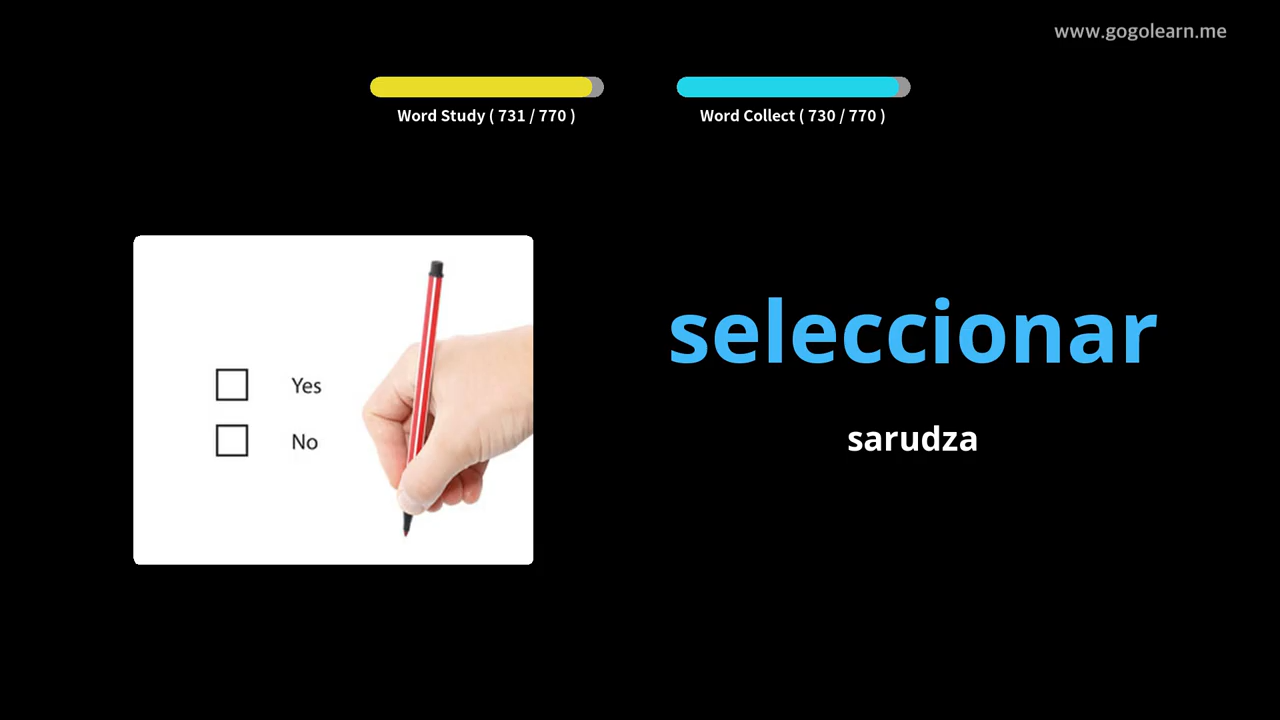 www.gogolearn.me
Word Study ( 731 / 770 )
Word Collect ( 730 / 770 )
Yes
No
seleccionar
sarudza